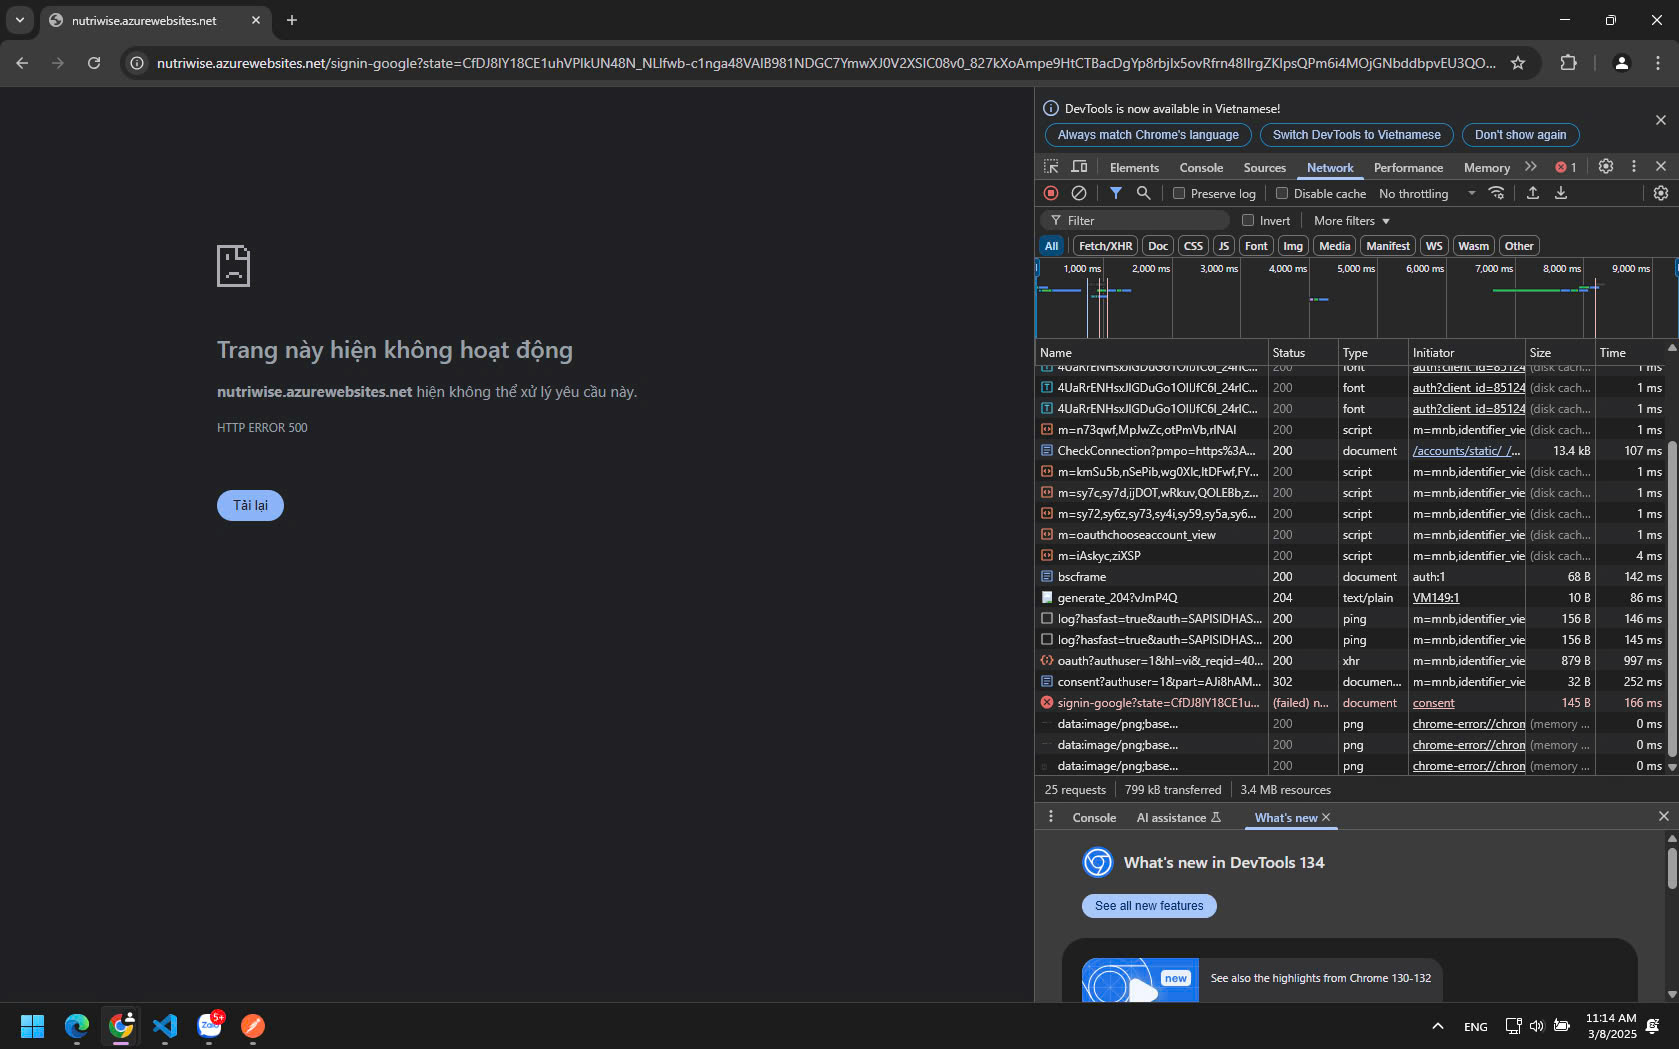 nutriwise.azurewebsites.net
nutriwise.azurewebsites.net/signin-google?state=CfDJ8IY18CE1uhVPlkUN48N_NLlfwb-c1nga48VAIB981NDGC7YmwXJ0V2XSIC08v0_827kXoAmpe9HtCTBacDgYp8rbjIx5ovRfrn48IIrgZKlpsQPm6i4MOjGNbddbpvEU3QO...
Trang này hiện không hoạt động
nutriwise.azurewebsites.net hiện không thể xử lý yêu cầu này.
HTTP ERROR 500
Tải lại
DevTools is now available in Vietnamese!
Always match Chrome's language
Switch DevTools to Vietnamese
Don't show again
Elements Console Sources Network Performance Memory 1
Preserve log Disable cache No throttling
Filter Invert More filters
All Fetch/XHR Doc CSS JS Font Img Media Manifest WS Wasm Other
1,000 ms 2,000 ms 3,000 ms 4,000 ms 5,000 ms 6,000 ms 7,000 ms 8,000 ms 9,000 ms
Name Status Type Initiator Size Time
4UaRrENHsxJlGDuGo1OIlJfC6l_24rlC... 200 font auth?client_id=85124 (disk cach... 1 ms
4UaRrENHsxJlGDuGo1OIlJfC6l_24rlC... 200 font auth?client_id=85124 (disk cach... 1 ms
4UaRrENHsxJlGDuGo1OIlJfC6l_24rlC... 200 font auth?client_id=85124 (disk cach... 1 ms
m=n73qwf,MpJwZc,otPmVb,rlNAl 200 script m=mnb,identifier_vie (disk cach... 1 ms
CheckConnection?pmpo=https%3A... 200 document /accounts/static/_/... 13.4 kB 107 ms
m=kmSu5b,nSePib,wg0XIc,ItDFwf,FY... 200 script m=mnb,identifier_vie (disk cach... 1 ms
m=sy7c,sy7d,ijDOT,wRkuv,QOLEBb,z... 200 script m=mnb,identifier_vie (disk cach... 1 ms
m=sy72,sy6z,sy73,sy4i,sy59,sy5a,sy6... 200 script m=mnb,identifier_vie (disk cach... 1 ms
m=oauthchooseaccount_view 200 script m=mnb,identifier_vie (disk cach... 1 ms
m=iAskyc,ziXSP 200 script m=mnb,identifier_vie (disk cach... 4 ms
bscframe 200 document auth:1 68 B 142 ms
generate_204?vJmP4Q 204 text/plain VM149:1 10 B 86 ms
log?hasfast=true&auth=SAPISIDHAS... 200 ping m=mnb,identifier_vie 156 B 146 ms
log?hasfast=true&auth=SAPISIDHAS... 200 ping m=mnb,identifier_vie 156 B 145 ms
oauth?authuser=1&hl=vi&_reqid=40... 200 xhr m=mnb,identifier_vie 879 B 997 ms
consent?authuser=1&part=AJi8hAM... 302 documen... m=mnb,identifier_vie 32 B 252 ms
signin-google?state=CfDJ8IY18CE1u... (failed) n... document consent 145 B 166 ms
data:image/png;base... 200 png chrome-error://chron (memory ... 0 ms
data:image/png;base... 200 png chrome-error://chron (memory ... 0 ms
data:image/png;base... 200 png chrome-error://chron (memory ... 0 ms
25 requests 799 kB transferred 3.4 MB resources
Console AI assistance What's new
What's new in DevTools 134
See all new features
new
See also the highlights from Chrome 130-132
Zalo
5+
ENG
11:14 AM
3/8/2025